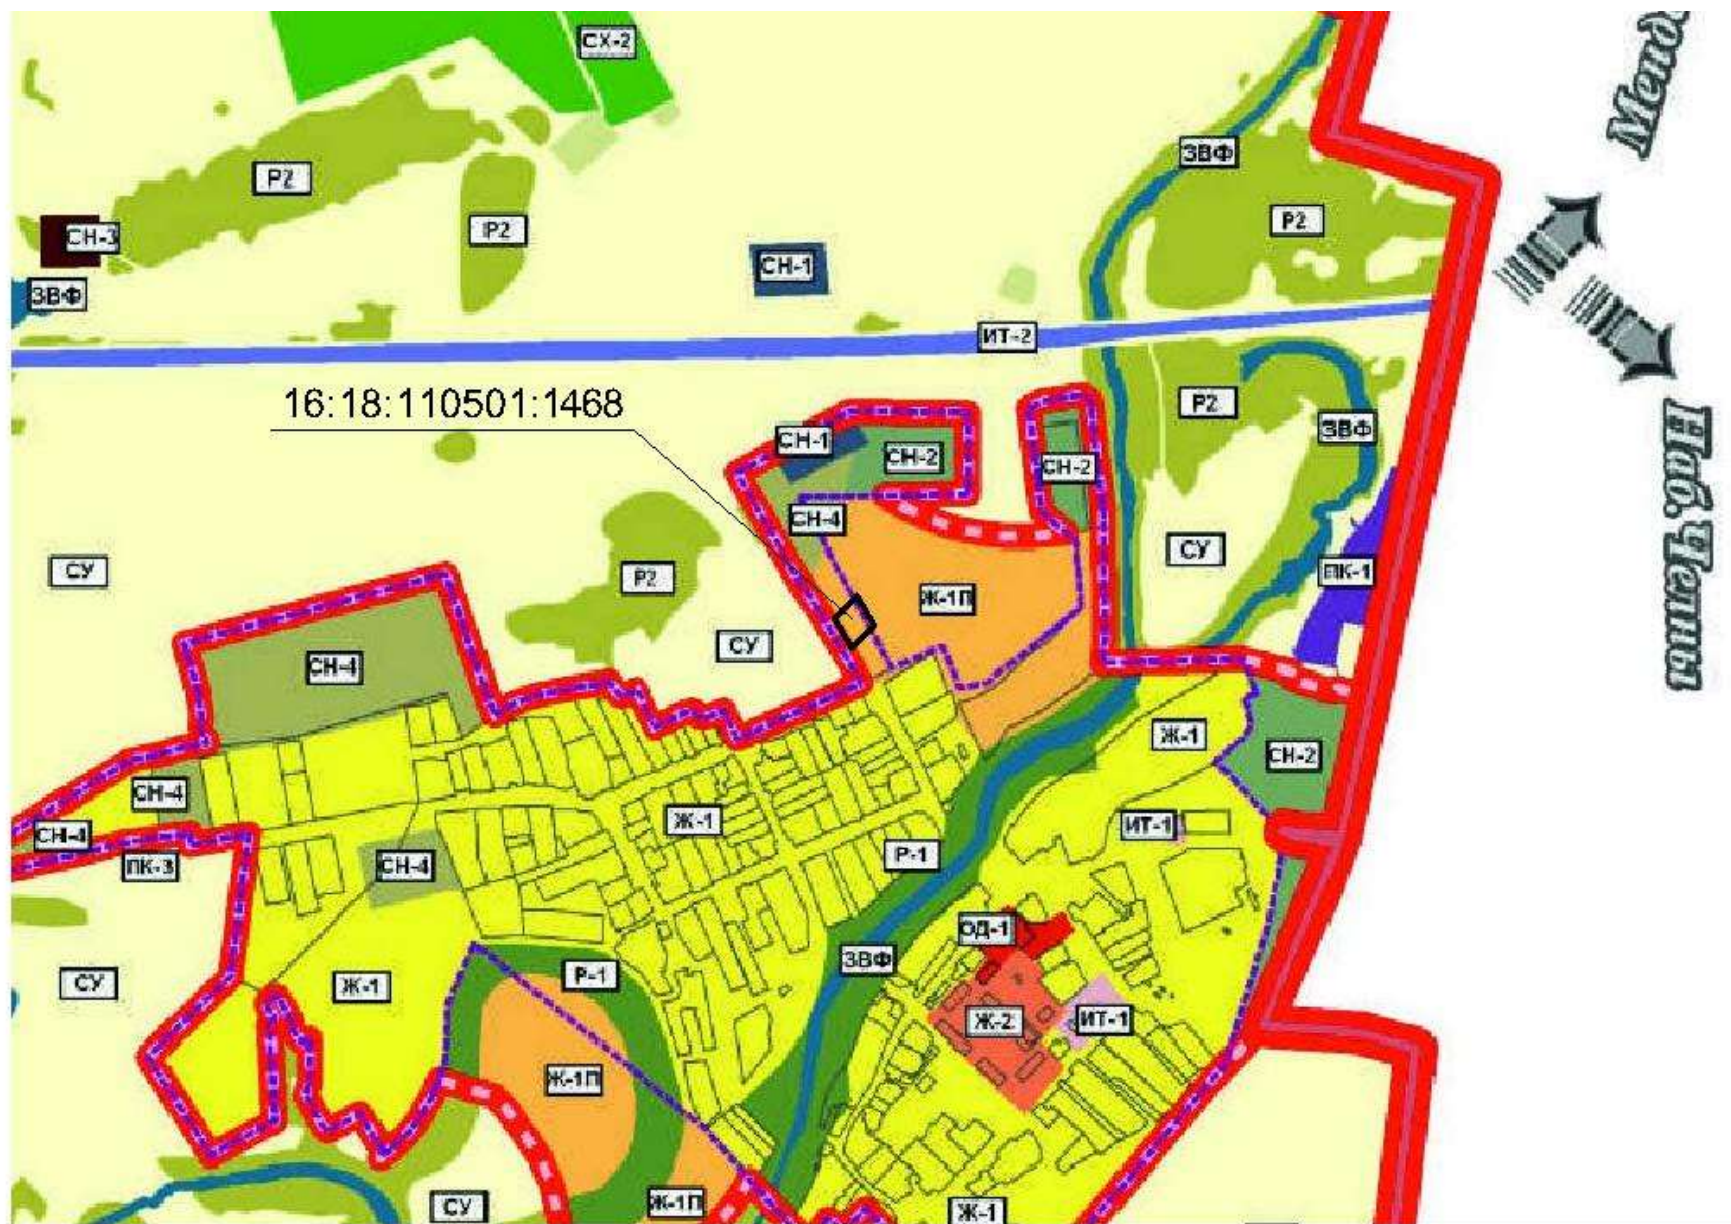 СХ-2
Менд
ЗВФ
Р2
Р2
Р2
СН-3
СН-1
ЗВФ
ИТ-2
16:18:110501:1468
Р2
ЗВФ
СН-1
СН-2
СН-2
СН-4
Наб.Челны
СУ
СУ
ПК-1
Р2
Ж-1П
СУ
СН-4
Ж-1
СН-2
СН-4
Ж-1
ИТ-1
СН-4
Р-1
ПК-3
СН-4
ОД-1
ЗВФ
Р-1
СУ
Ж-1
Ж-2
ИТ-1
Ж-1П
Ж-1П
СУ
Ж-1